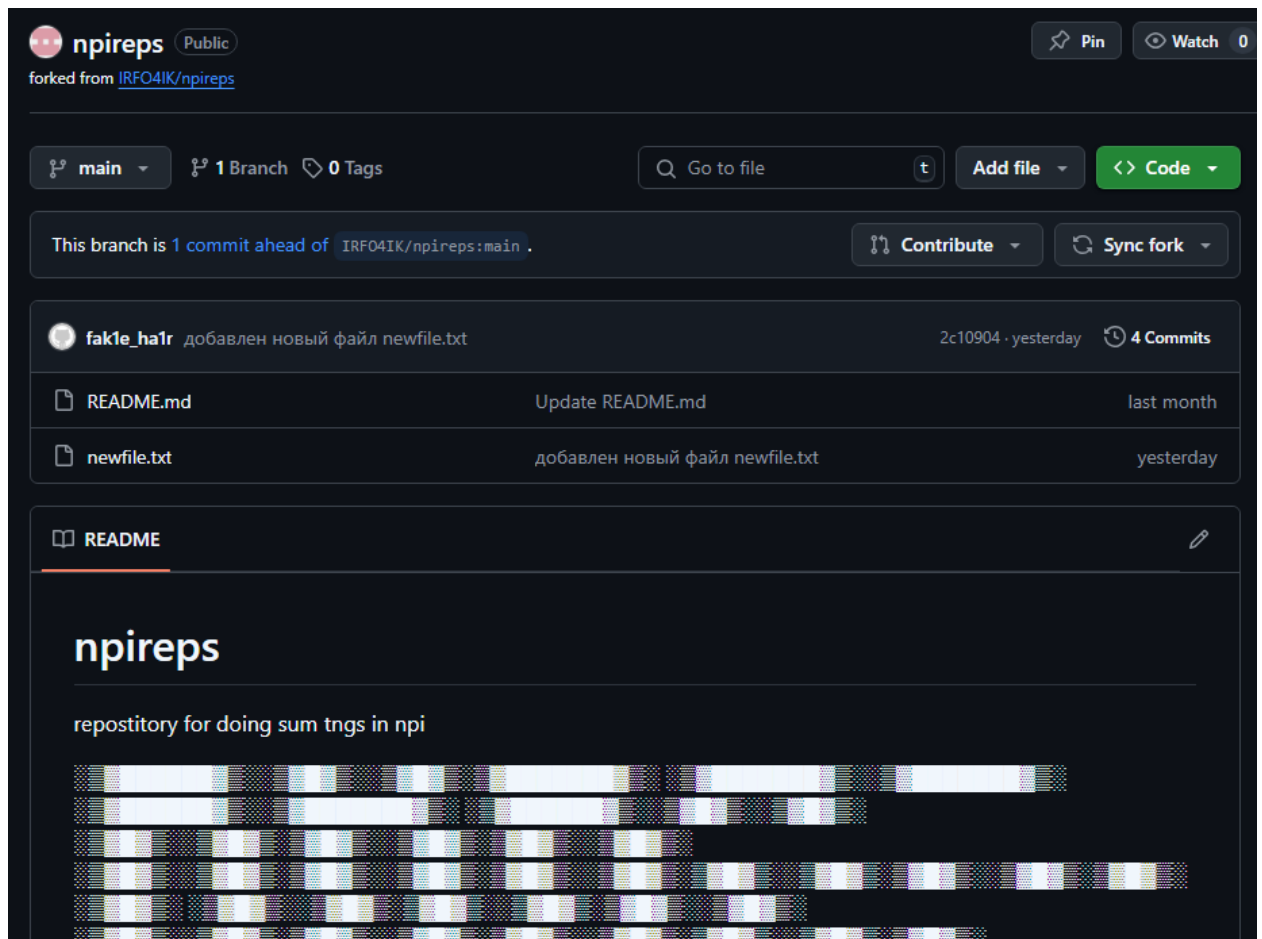 npireps Public Pin Watch 0
forked from IRFO4IK/npireps
main 1 Branch 0 Tags Go to file t Add file Code
This branch is 1 commit ahead of IRFO4IK/npireps:main . Contribute Sync fork
fak1e_ha1r добавлен новый файл newfile.txt 2c10904 · yesterday 4 Commits
README.md Update README.md last month
newfile.txt добавлен новый файл newfile.txt yesterday
README
npireps
repostitory for doing sum tngs in npi